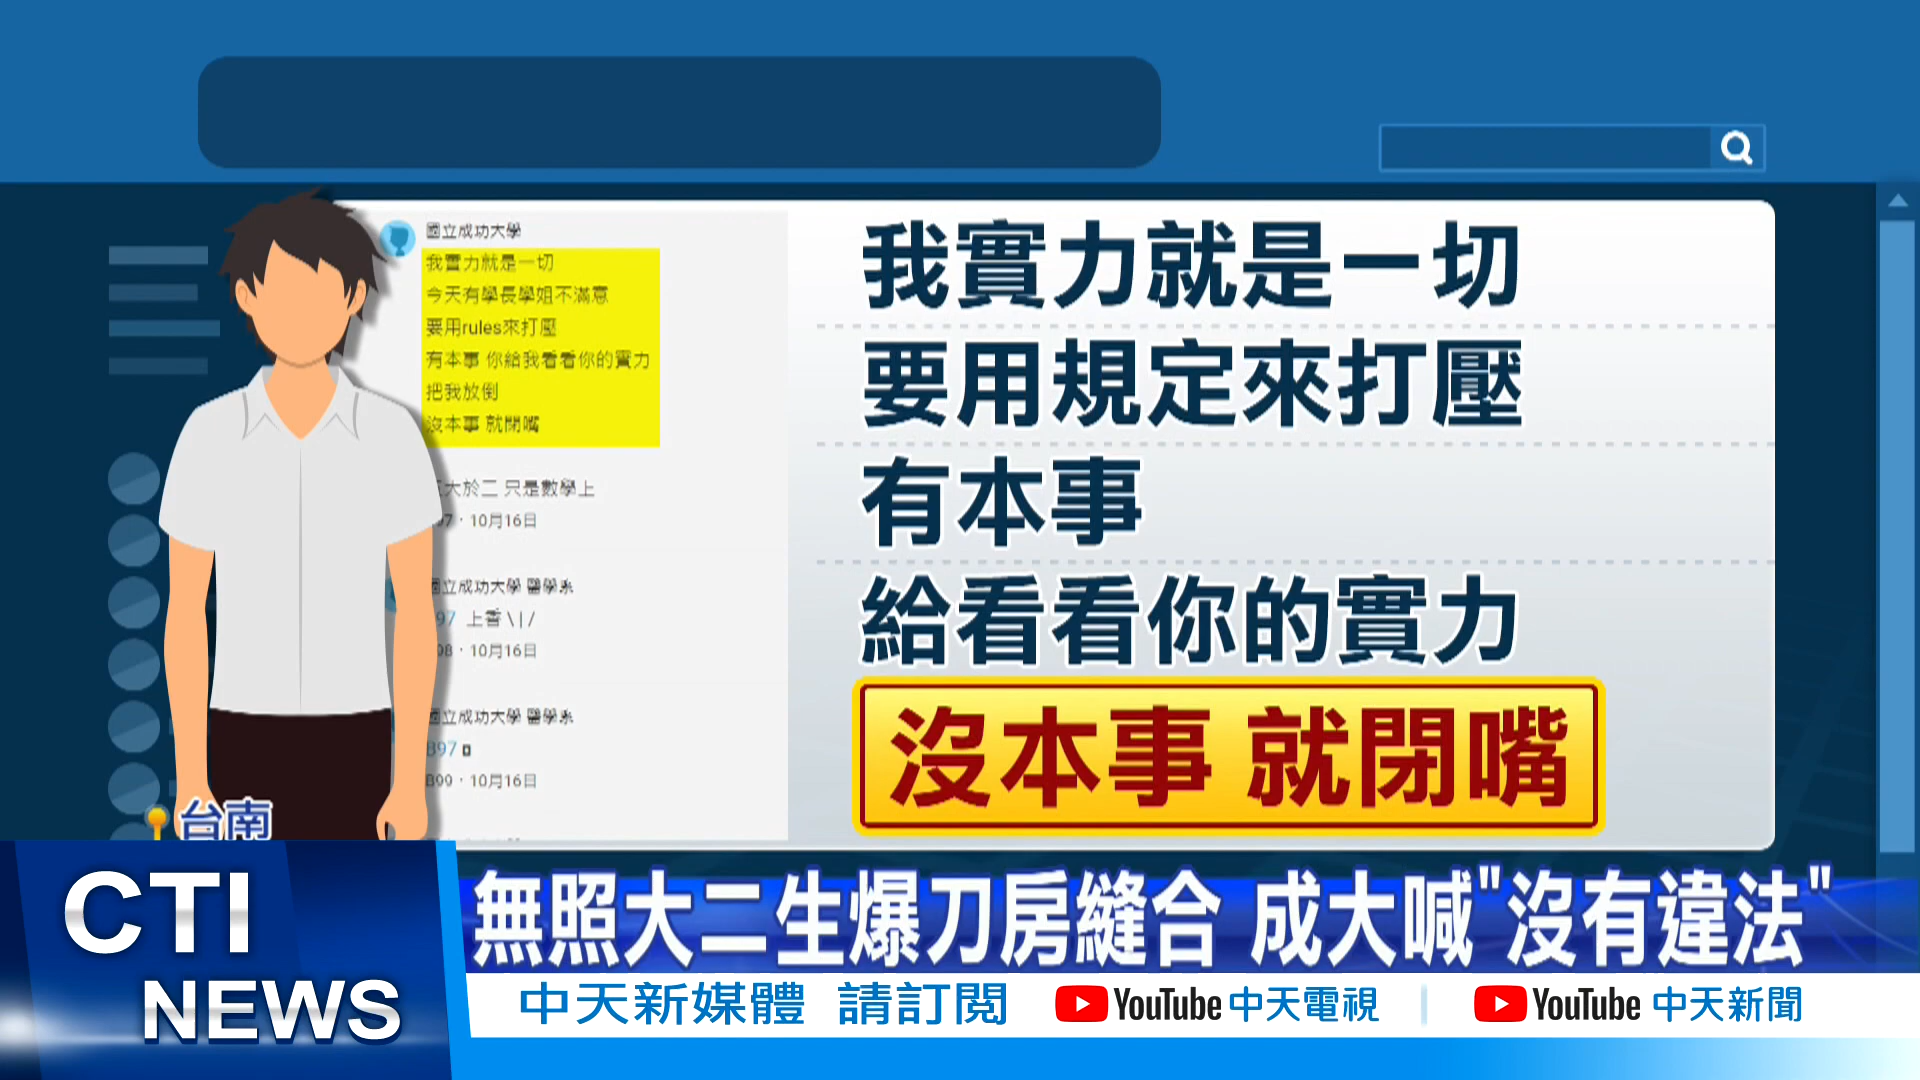 國立成功大學
我實力就是一切
今天有學長學姐不滿意
要用rules來打壓
有本事 你給我看看你的實力
把我放倒
沒本事 就閉嘴
大於二 只是數學上
10月16日
國立成功大學 醫學系
上香 \ | /
10月16日
國立成功大學 醫學系
B97
B99 · 10月16日
我實力就是一切
要用規定來打壓
有本事
給看看你的實力
沒本事 就閉嘴
台南
CTI
NEWS
無照大二生爆刀房縫合 成大喊"沒有違法"
中天新媒體 請訂閱 YouTube 中天電視 | YouTube 中天新聞